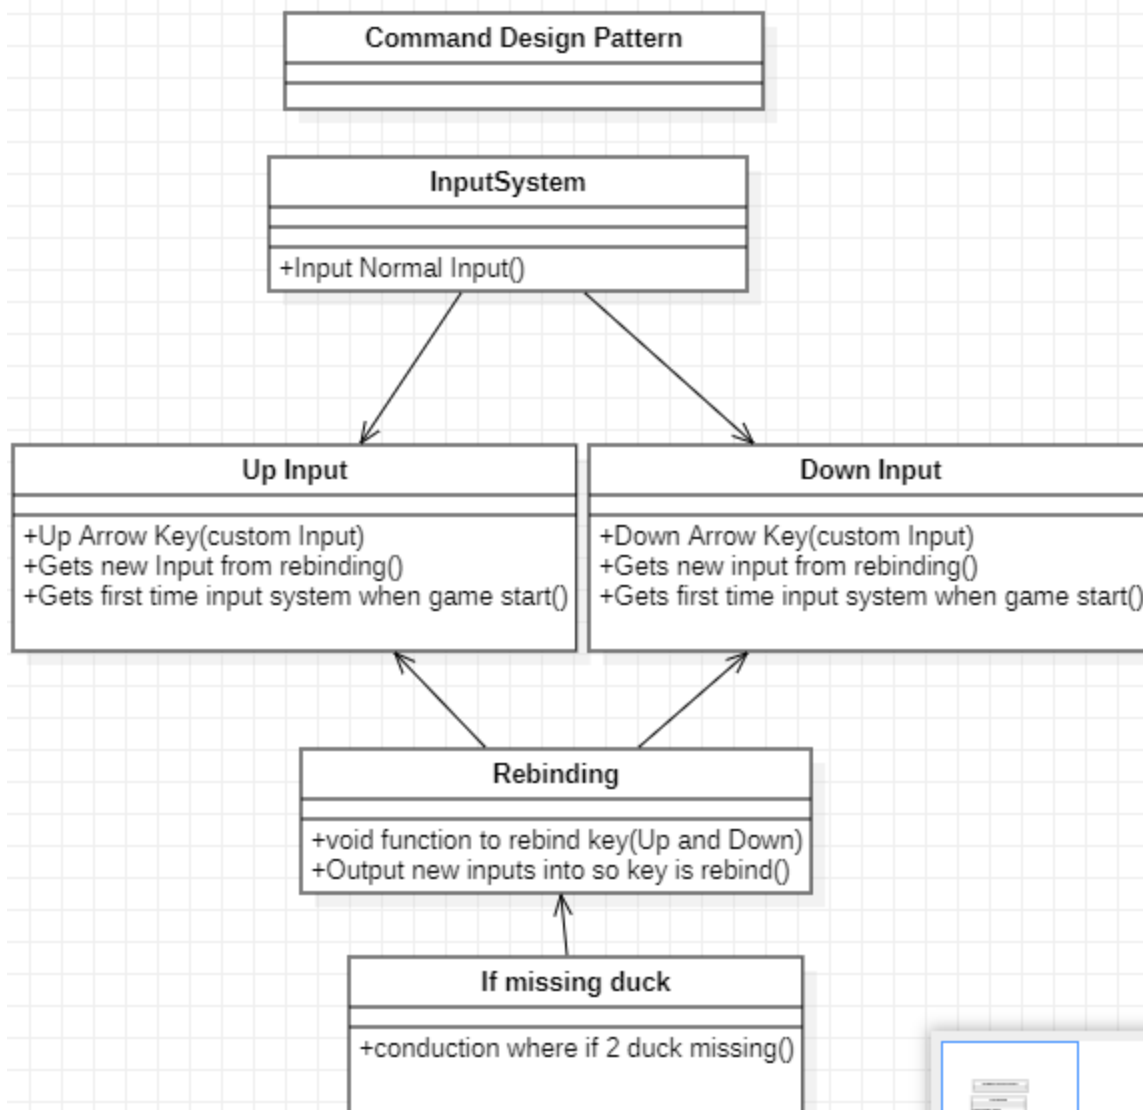 Command Design Pattern
InputSystem
+Input Normal Input()
Up Input
+Up Arrow Key(custom Input)
+Gets new Input from rebinding()
+Gets first time input system when game start()
Down Input
+Down Arrow Key(custom Input)
+Gets new input from rebinding()
+Gets first time input system when game start()
Rebinding
+void function to rebind key(Up and Down)
+Output new inputs into so key is rebind()
If missing duck
+conduction where if 2 duck missing()